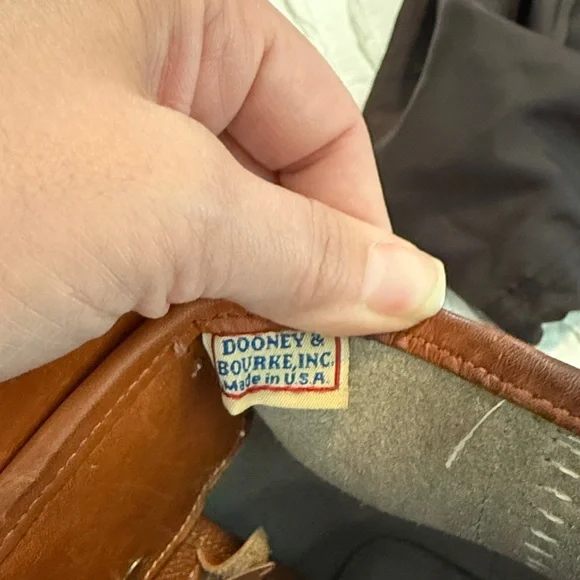 DOONEY &
BOURKE, INC.
Made in U.S.A.